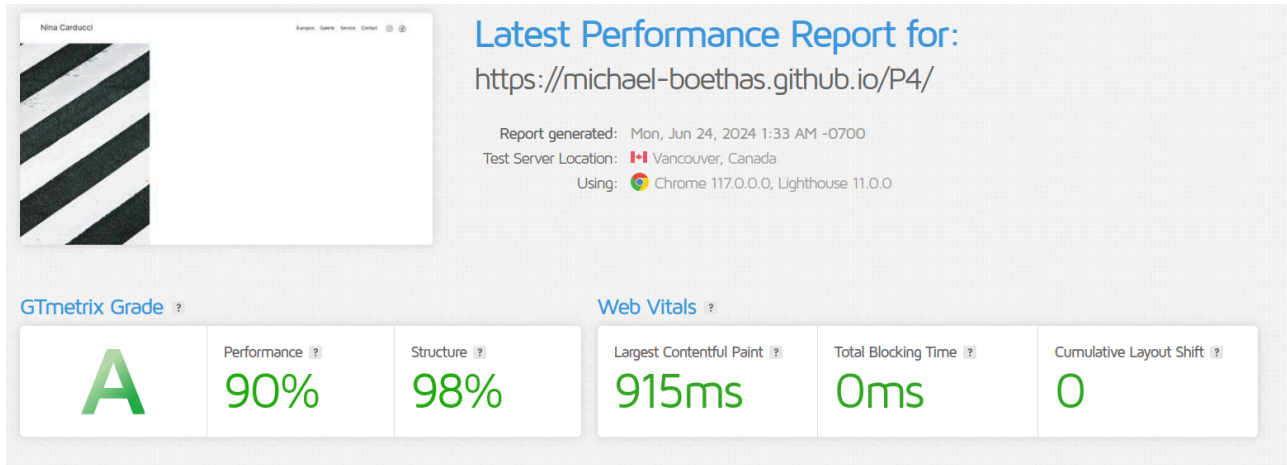 Nina Carducci
À propos Galerie Service Contact
Latest Performance Report for:
https://michael-boethas.github.io/P4/
Report generated: Mon, Jun 24, 2024 1:33 AM -0700
Test Server Location: Vancouver, Canada
Using: Chrome 117.0.0.0, Lighthouse 11.0.0
GTmetrix Grade ?
A
Performance ?
90%
Structure ?
98%
Web Vitals ?
Largest Contentful Paint ?
915ms
Total Blocking Time ?
0ms
Cumulative Layout Shift ?
0